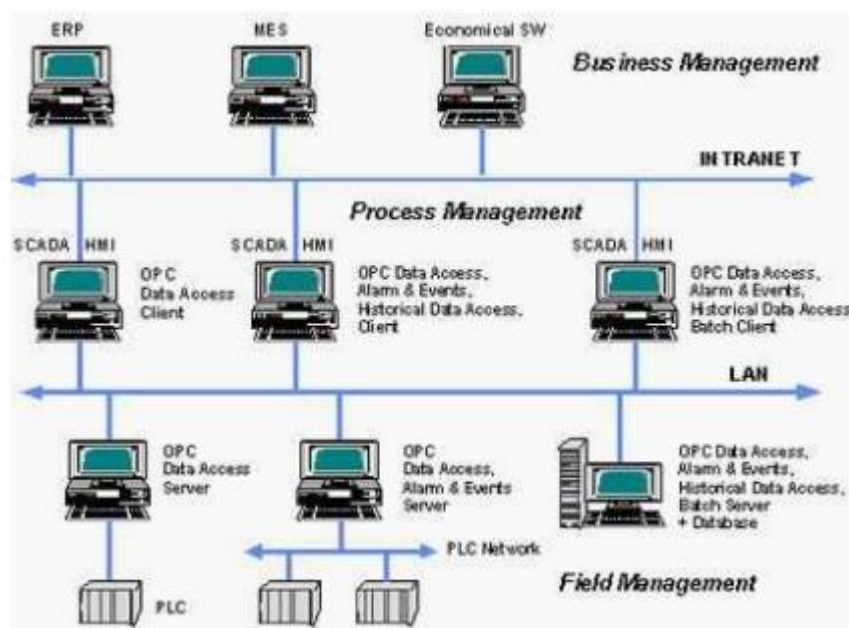 ERP
MES
Economical SW
Business Management
INTRANET
Process Management
SCADA HMI
OPC
Data Access
Client
SCADA HMI
OPC Data Access,
Alarm & Events,
Historical Data Access,
Client
SCADA HMI
OPC Data Access,
Alarm & Events,
Historical Data Access
Batch Client
LAN
OPC
Data Access
Server
OPC
Data Access,
Alarm & Events
Server
OPC Data Access,
Alarm & Events,
Historical Data Access,
Batch Server
+ Database
PLC Network
PLC
Field Management